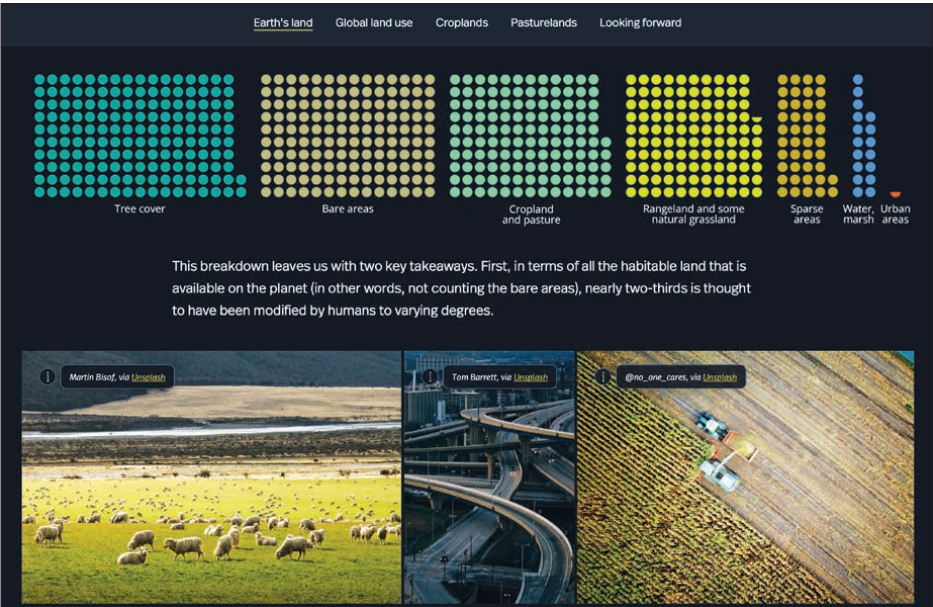 Earth's land Global land use Croplands Pasturelands Looking forward
Tree cover
Bare areas
Cropland
and pasture
Rangeland and some
natural grassland
Sparse
areas
Water,
marsh
Urban
areas
This breakdown leaves us with two key takeaways. First, in terms of all the habitable land that is
available on the planet (in other words, not counting the bare areas), nearly two-thirds is thought
to have been modified by humans to varying degrees.
i Martin Bisof, via Unsplash
i Tom Barrett, via Unsplash
i @no_one_cares, via Unsplash